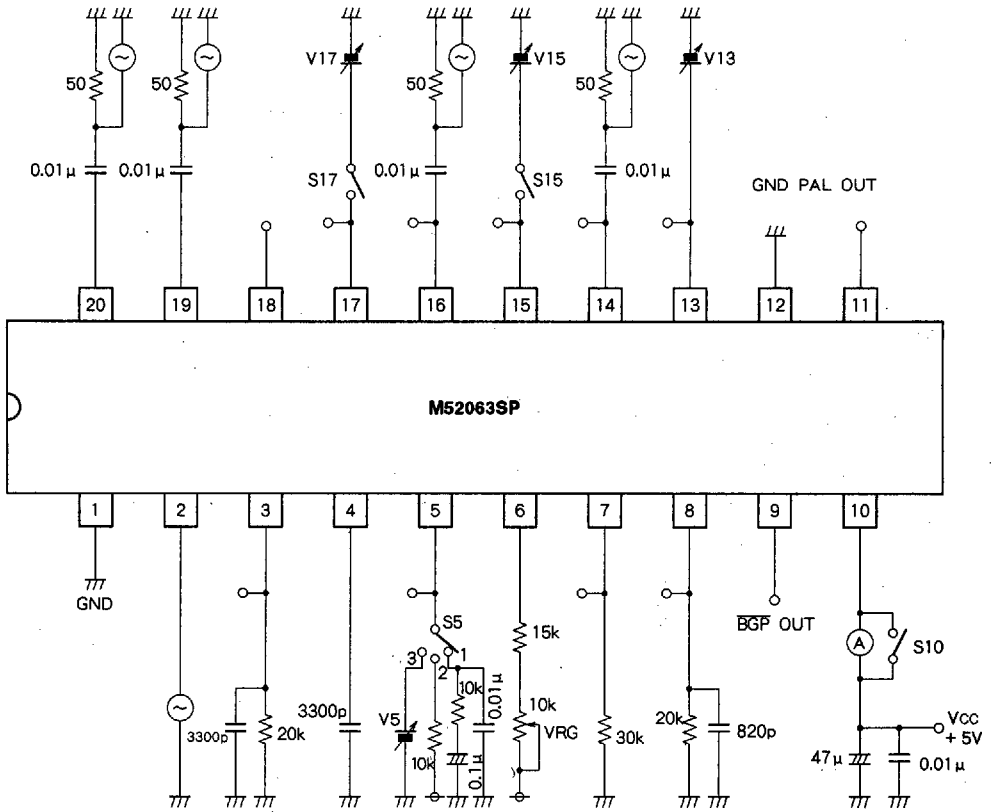 V17
V15
V13
50
50
50
50
0.01μ
0.01μ
S17
0.01μ
S15
0.01μ
GND PAL OUT
20
19
18
17
16
15
14
13
12
11
M52063SP
1
2
3
4
5
6
7
8
9
10
GND
S5
15k
BGP OUT
A
S10
3
2
1
3300p
20k
3300p
V5
10k
10k
0.1μ
0.01μ
10k
VRG
30k
20k
820p
47μ
0.01μ
VCC
+5V